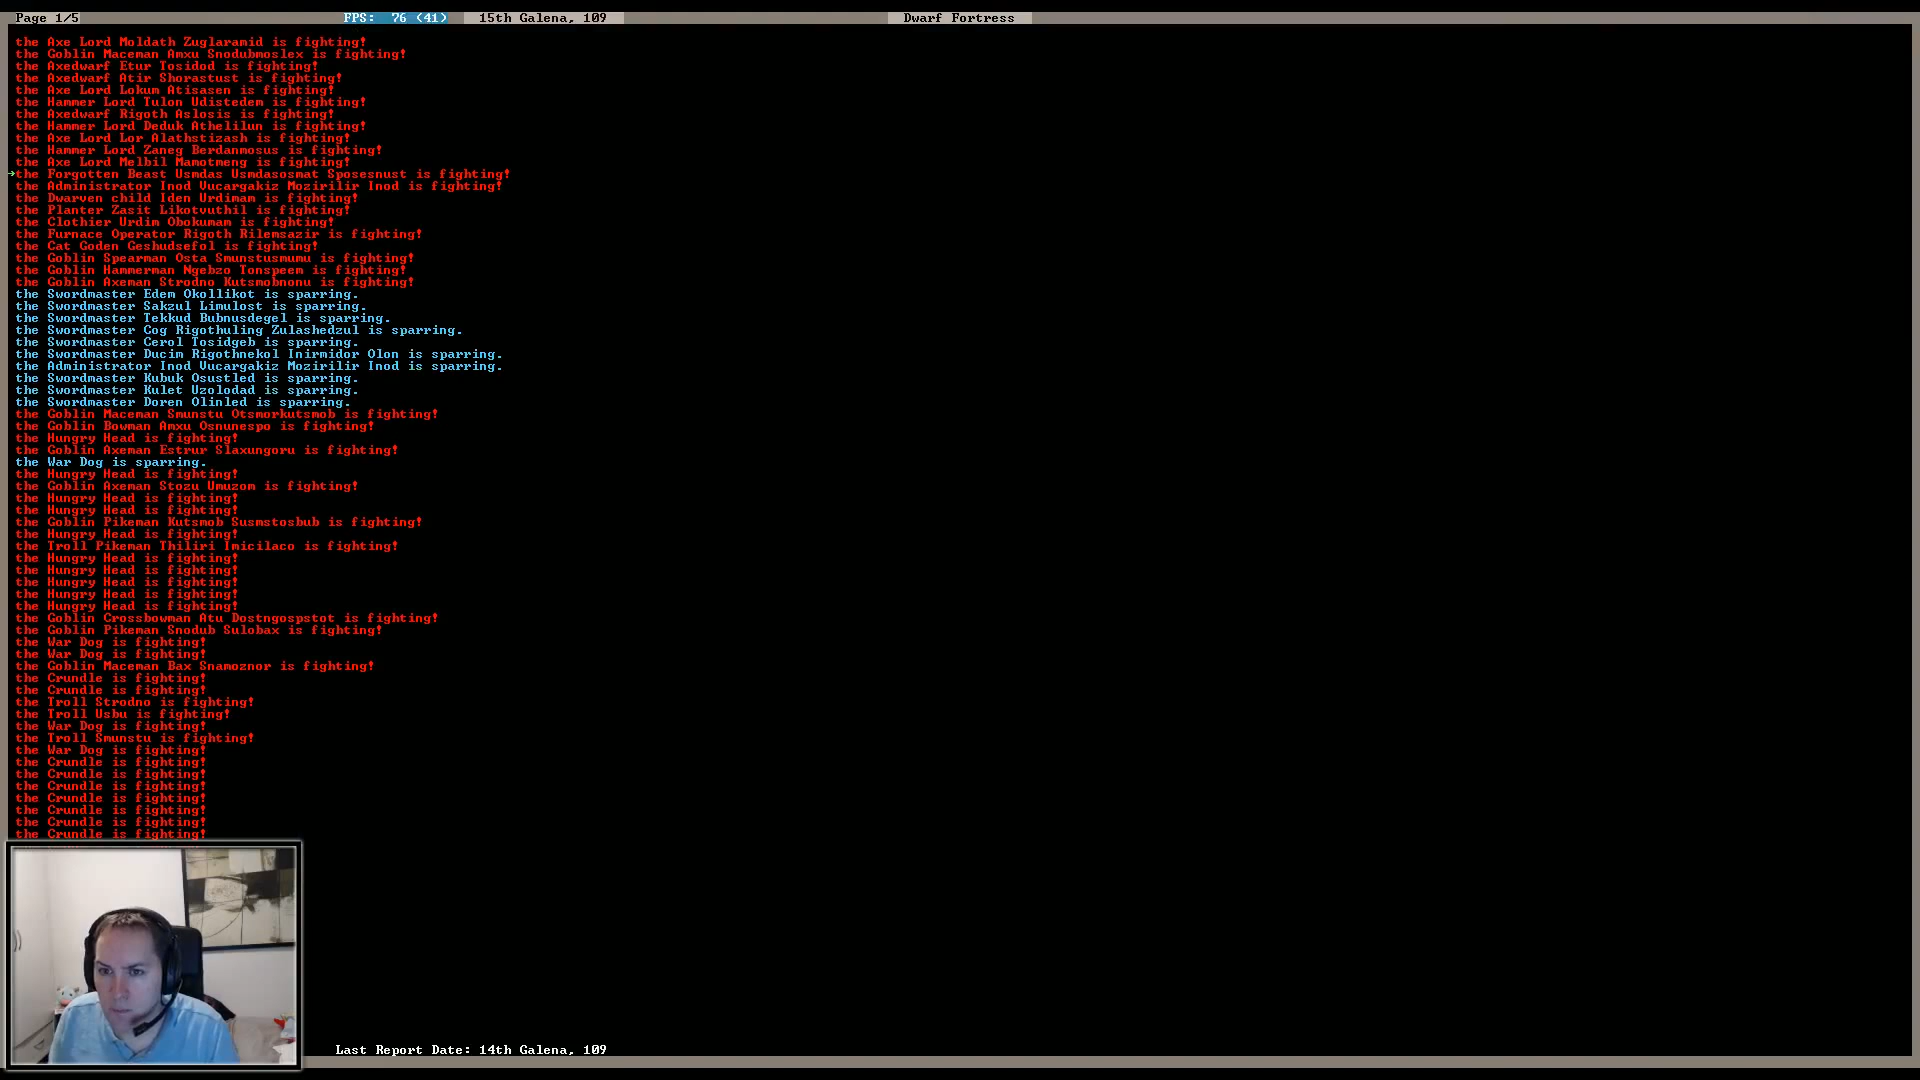 Page 1/5 FPS: 76 (41) 15th Galena, 109 Dwarf Fortress
the Axe Lord Moldath Zuglaramid is fighting!
the Goblin Maceman Amxu Snodubmoslex is fighting!
the Axedwarf Etur Tosidod is fighting!
the Axedwarf Atir Shorastust is fighting!
the Axe Lord Lokum Atisasen is fighting!
the Hammer Lord Tulon Udistedem is fighting!
the Axedwarf Rigoth Aslosis is fighting!
the Hammer Lord Deduk Athelilun is fighting!
the Axe Lord Lor Alathstizash is fighting!
the Hammer Lord Zaneg Berdanmosus is fighting!
the Axe Lord Melbil Mamotmeng is fighting!
→the Forgotten Beast Usmdas Usmdasosmat Sposesnust is fighting!
the Administrator Inod Vucargakiz Mozirilir Inod is fighting!
the Dwarven child Iden Urdimam is fighting!
the Planter Zasit Likotvuthil is fighting!
the Clothier Urdim Obokumam is fighting!
the Furnace Operator Rigoth Rilemsazir is fighting!
the Cat Goden Geshudsefol is fighting!
the Goblin Spearman Osta Smunstusmumu is fighting!
the Goblin Hammerman Ngebzo Tonspeem is fighting!
the Goblin Axeman Strodno Kutsmobnonu is fighting!
the Swordmaster Edem Okollikot is sparring.
the Swordmaster Sakzul Limulost is sparring.
the Swordmaster Tekkud Bubnusdegel is sparring.
the Swordmaster Cog Rigothuling Zulashedzul is sparring.
the Swordmaster Cerol Tosidgeb is sparring.
the Swordmaster Ducim Rigothnekol Inirmidor Olon is sparring.
the Administrator Inod Vucargakiz Mozirilir Inod is sparring.
the Swordmaster Kubuk Osustled is sparring.
the Swordmaster Kulet Uzolodad is sparring.
the Swordmaster Doren Olinled is sparring.
the Goblin Maceman Smunstu Otsmorkutsmob is fighting!
the Goblin Bowman Amxu Osnunespo is fighting!
the Hungry Head is fighting!
the Goblin Axeman Estrur Slaxungoru is fighting!
the War Dog is sparring.
the Hungry Head is fighting!
the Goblin Axeman Stozu Umuzom is fighting!
the Hungry Head is fighting!
the Hungry Head is fighting!
the Goblin Pikeman Kutsmob Susmstosbub is fighting!
the Hungry Head is fighting!
the Troll Pikeman Thiliri Imicilaco is fighting!
the Hungry Head is fighting!
the Hungry Head is fighting!
the Hungry Head is fighting!
the Hungry Head is fighting!
the Hungry Head is fighting!
the Goblin Crossbowman Atu Dostngospstot is fighting!
the Goblin Pikeman Snodub Sulobax is fighting!
the War Dog is fighting!
the War Dog is fighting!
the Goblin Maceman Bax Snamoznor is fighting!
the Crundle is fighting!
the Crundle is fighting!
the Troll Strodno is fighting!
the Troll Usbu is fighting!
the War Dog is fighting!
the Troll Smunstu is fighting!
the War Dog is fighting!
the Crundle is fighting!
the Crundle is fighting!
the Crundle is fighting!
the Crundle is fighting!
the Crundle is fighting!
the Crundle is fighting!
the Crundle is fighting!
Last Report Date: 14th Galena, 109